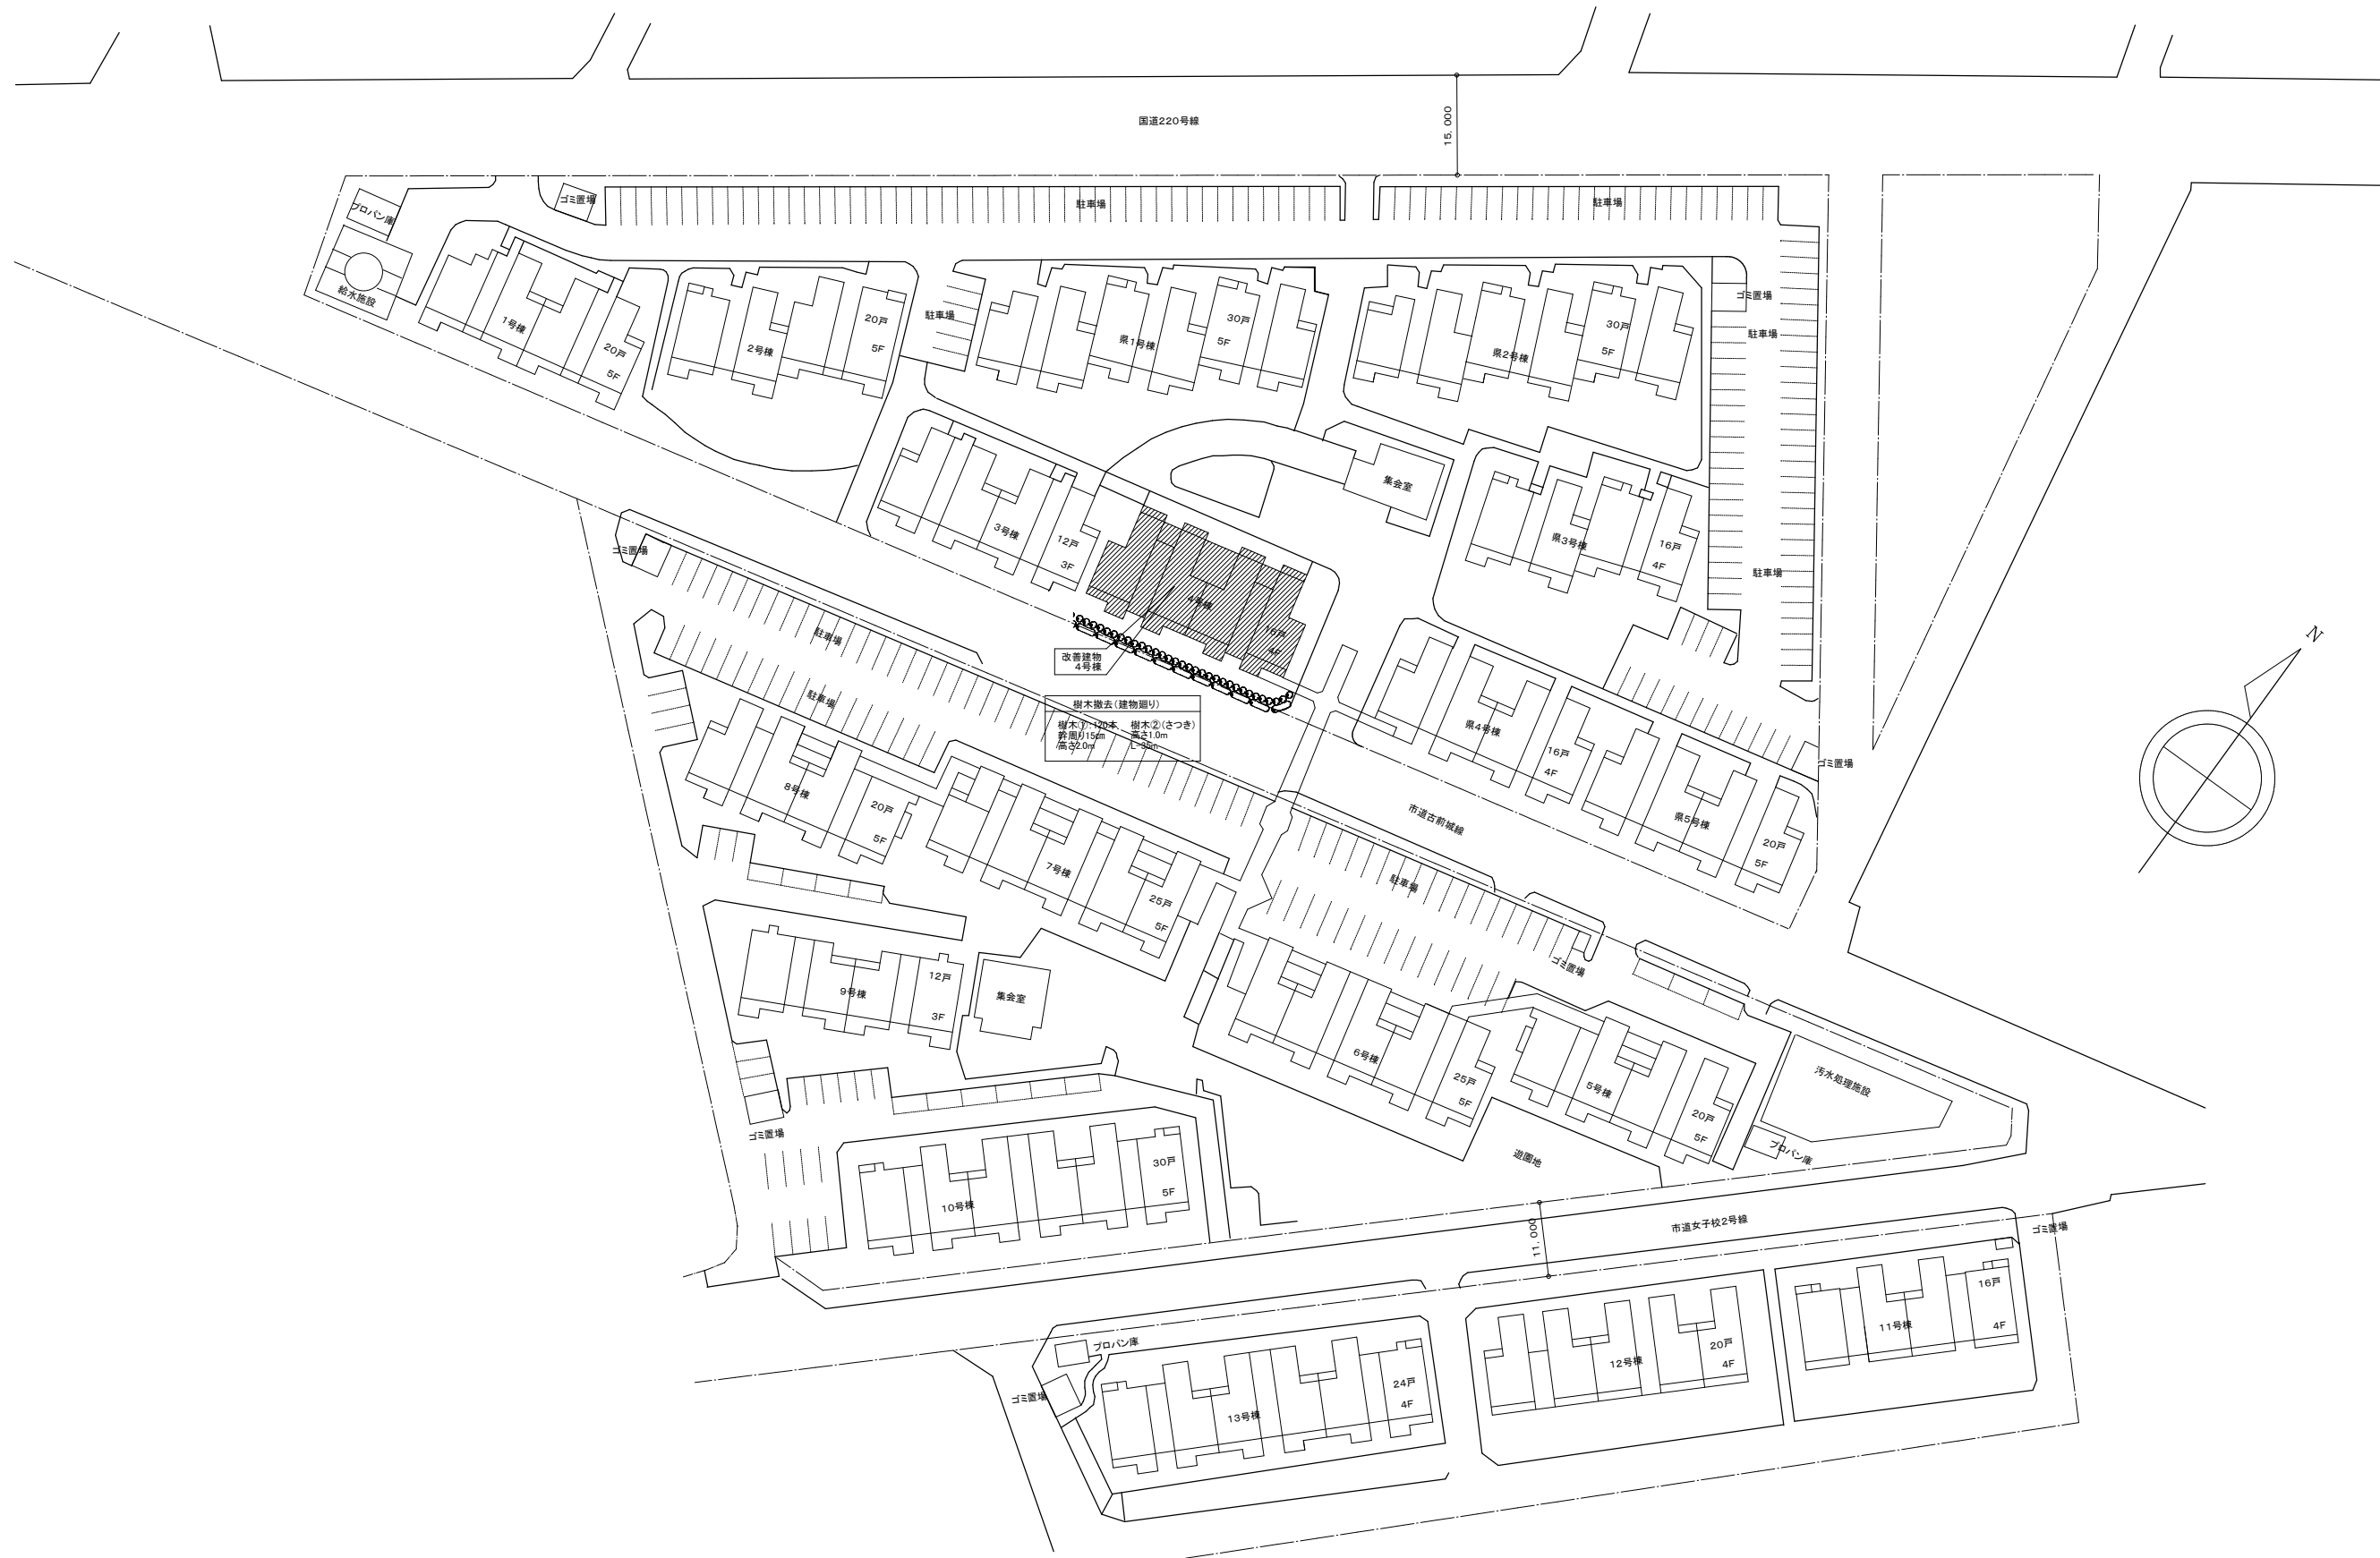 国道220号線
15,000
プロパン庫
ゴミ置場
駐車場
駐車場
給水施設
1号棟
20戸
5F
2号棟
20戸
5F
駐車場
県1号棟
30戸
5F
県2号棟
30戸
5F
ゴミ置場
駐車場
集会室
3号棟
12戸
3F
4号棟
16戸
4F
県3号棟
16戸
4F
駐車場
N
ゴミ置場
駐車場
駐車場
改善建物
4号棟
樹木撤去(建物廻り)
樹木①:120本 樹木②(さつき)
幹周り15cm 高さ1.0m
高さ2.0m L=35m
県4号棟
16戸
4F
県5号棟
20戸
5F
ゴミ置場
市道古前城線
8号棟
20戸
5F
7号棟
25戸
5F
駐車場
ゴミ置場
9号棟
12戸
3F
集会室
6号棟
25戸
5F
5号棟
20戸
5F
汚水処理施設
プロパン庫
ゴミ置場
遊園地
10号棟
30戸
5F
11,000
市道女子校2号線
ゴミ置場
プロパン庫
ゴミ置場
13号棟
24戸
4F
12号棟
20戸
4F
11号棟
16戸
4F